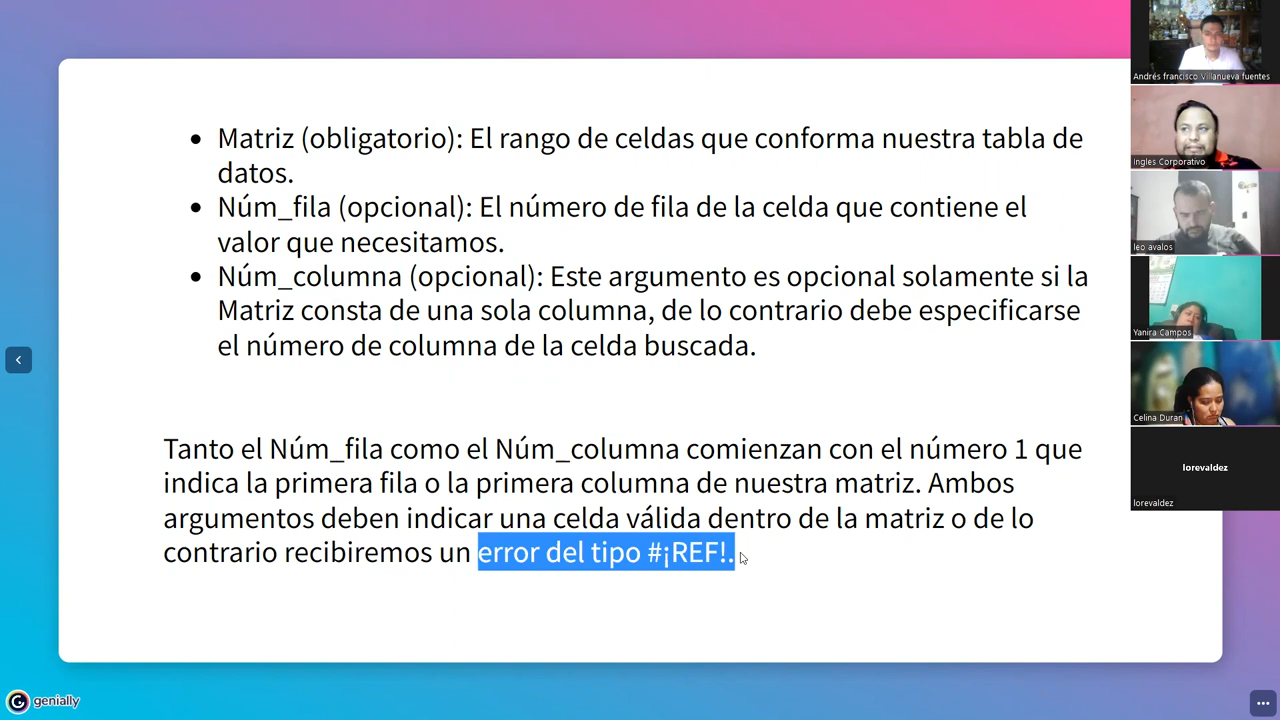 Matriz (obligatorio): El rango de celdas que conforma nuestra tabla de
datos.
Núm_fila (opcional): El número de fila de la celda que contiene el
valor que necesitamos.
Núm_columna (opcional): Este argumento es opcional solamente si la
Matriz consta de una sola columna, de lo contrario debe especificarse
el número de columna de la celda buscada.
Tanto el Núm_fila como el Núm_columna comienzan con el número 1 que
indica la primera fila o la primera columna de nuestra matriz. Ambos
argumentos deben indicar una celda válida dentro de la matriz o de lo
contrario recibiremos un error del tipo #¡REF!.
genially
Andrés francisco Villanueva fuentes
Ingles Corporativo
leo avalos
Yanira Campos
Celina Duran
lorevaldez
lorevaldez